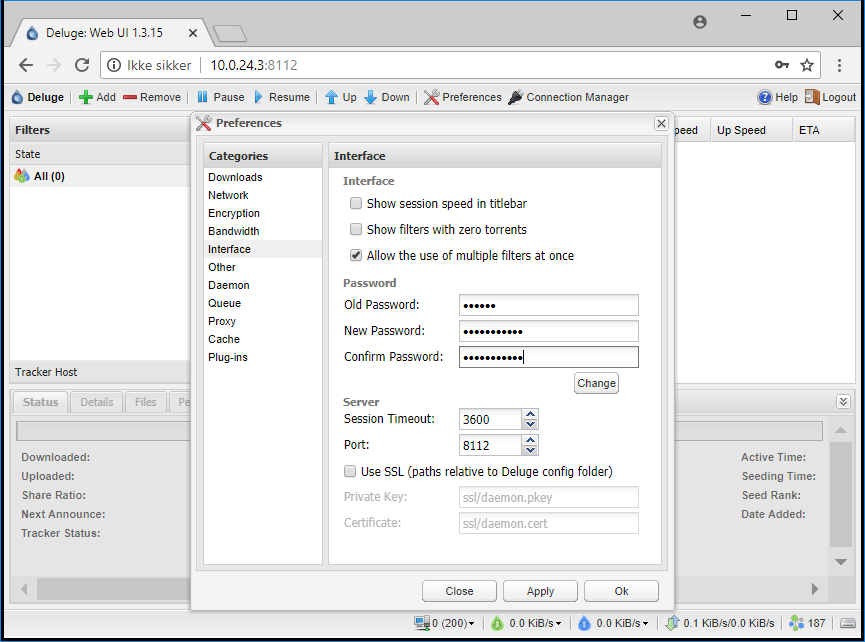 Deluge: Web UI 1.3.15
Ikke sikker 10.0.24.3:8112
Deluge Add Remove Pause Resume Up Down Preferences Connection Manager Help Logout
Filters
State
All (0)
Tracker Host
peed Up Speed ETA
Preferences
Categories
Downloads
Network
Encryption
Bandwidth
Interface
Other
Daemon
Queue
Proxy
Cache
Plug-ins
Interface
Interface
Show session speed in titlebar
Show filters with zero torrents
Allow the use of multiple filters at once
Password
Old Password: ••••••
New Password: •••••••••••
Confirm Password: •••••••••••
Change
Server
Session Timeout: 3600
Port: 8112
Use SSL (paths relative to Deluge config folder)
Private Key: ssl/daemon.pkey
Certificate: ssl/daemon.cert
Close Apply Ok
Status Details Files Pe
Downloaded:
Uploaded:
Share Ratio:
Next Announce:
Tracker Status:
Active Time:
Seeding Time:
Seed Rank:
Date Added:
0 (200) 0.0 KiB/s 0.0 KiB/s 0.1 KiB/s/0.0 KiB/s 187